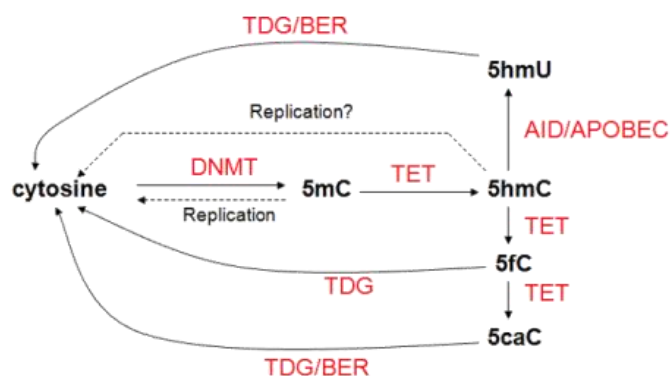 TDG/BER
5hmU
Replication?
AID/APOBEC
DNMT
TET
cytosine
5mC
5hmC
Replication
TET
5fC
TDG
TET
5caC
TDG/BER